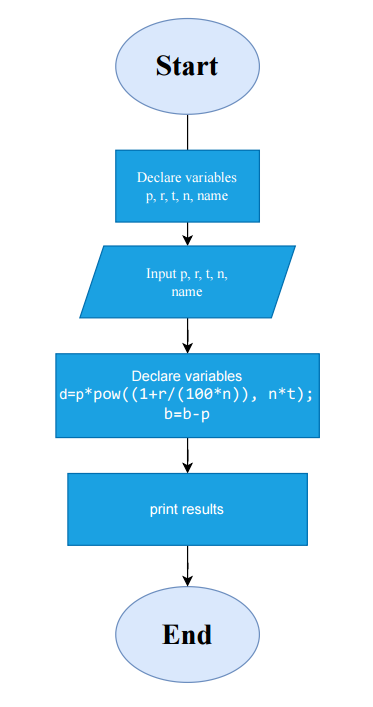 Start
Declare variables
p, r, t, n, name
Input p, r, t, n,
name
Declare variables
d=p*pow((1+r/(100*n)), n*t);
b=b-p
print results
End